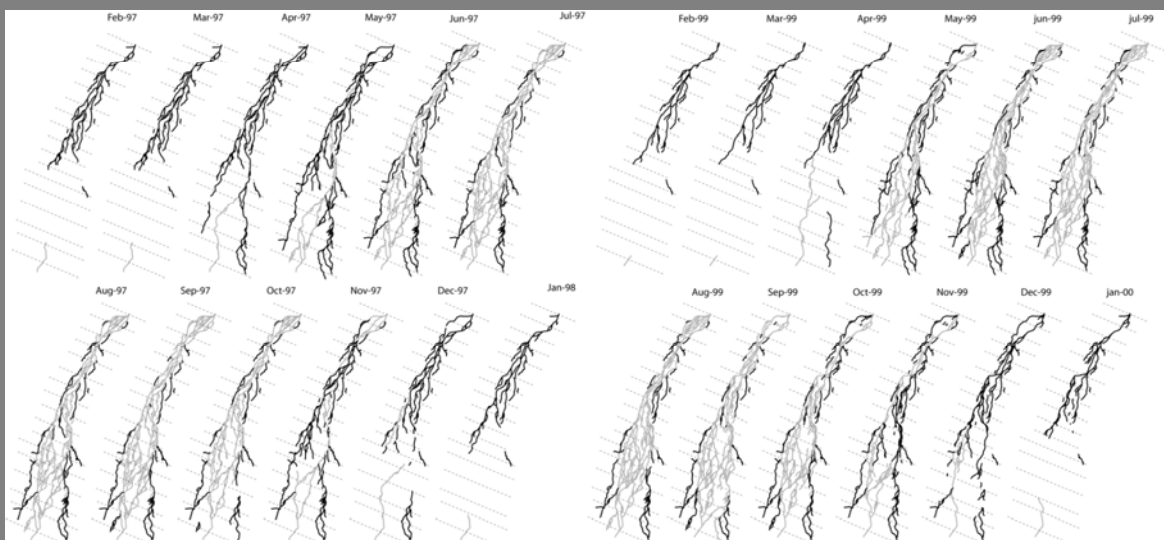 Feb-97 Mar-97 Apr-97 May-97 Jun-97 Jul-97
Feb-99 Mar-99 Apr-99 May-99 jun-99 jul-99
Aug-97 Sep-97 Oct-97 Nov-97 Dec-97 Jan-98
Aug-99 Sep-99 Oct-99 Nov-99 Dec-99 jan-00